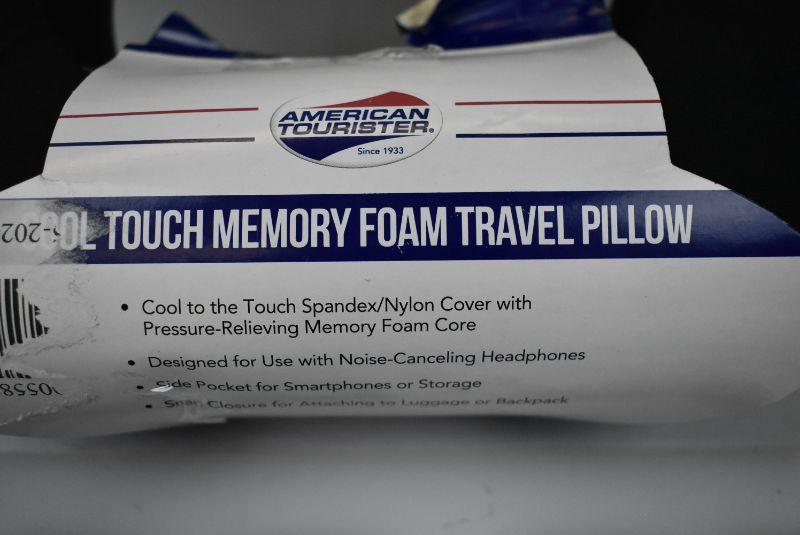 AMERICAN
TOURISTER®
Since 1933
COOL TOUCH MEMORY FOAM TRAVEL PILLOW
• Cool to the Touch Spandex/Nylon Cover with
Pressure-Relieving Memory Foam Core
• Designed for Use with Noise-Canceling Headphones
• Side Pocket for Smartphones or Storage
• Snap Closure for Attaching to Luggage or Backpack